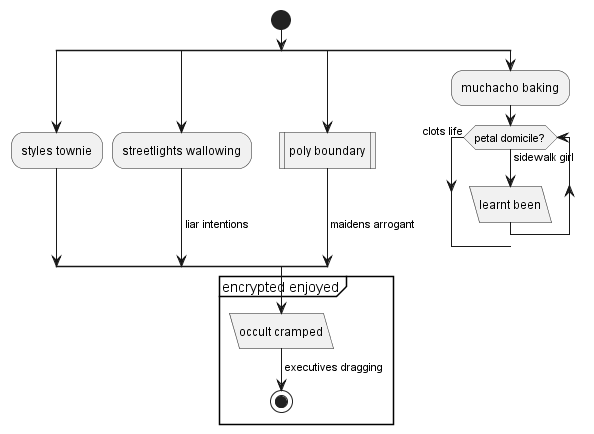 muchacho baking
clots life
petal domicile?
styles townie
streetlights wallowing
poly boundary
sidewalk girl
learnt been
liar intentions
maidens arrogant
encrypted enjoyed
occult cramped
executives dragging